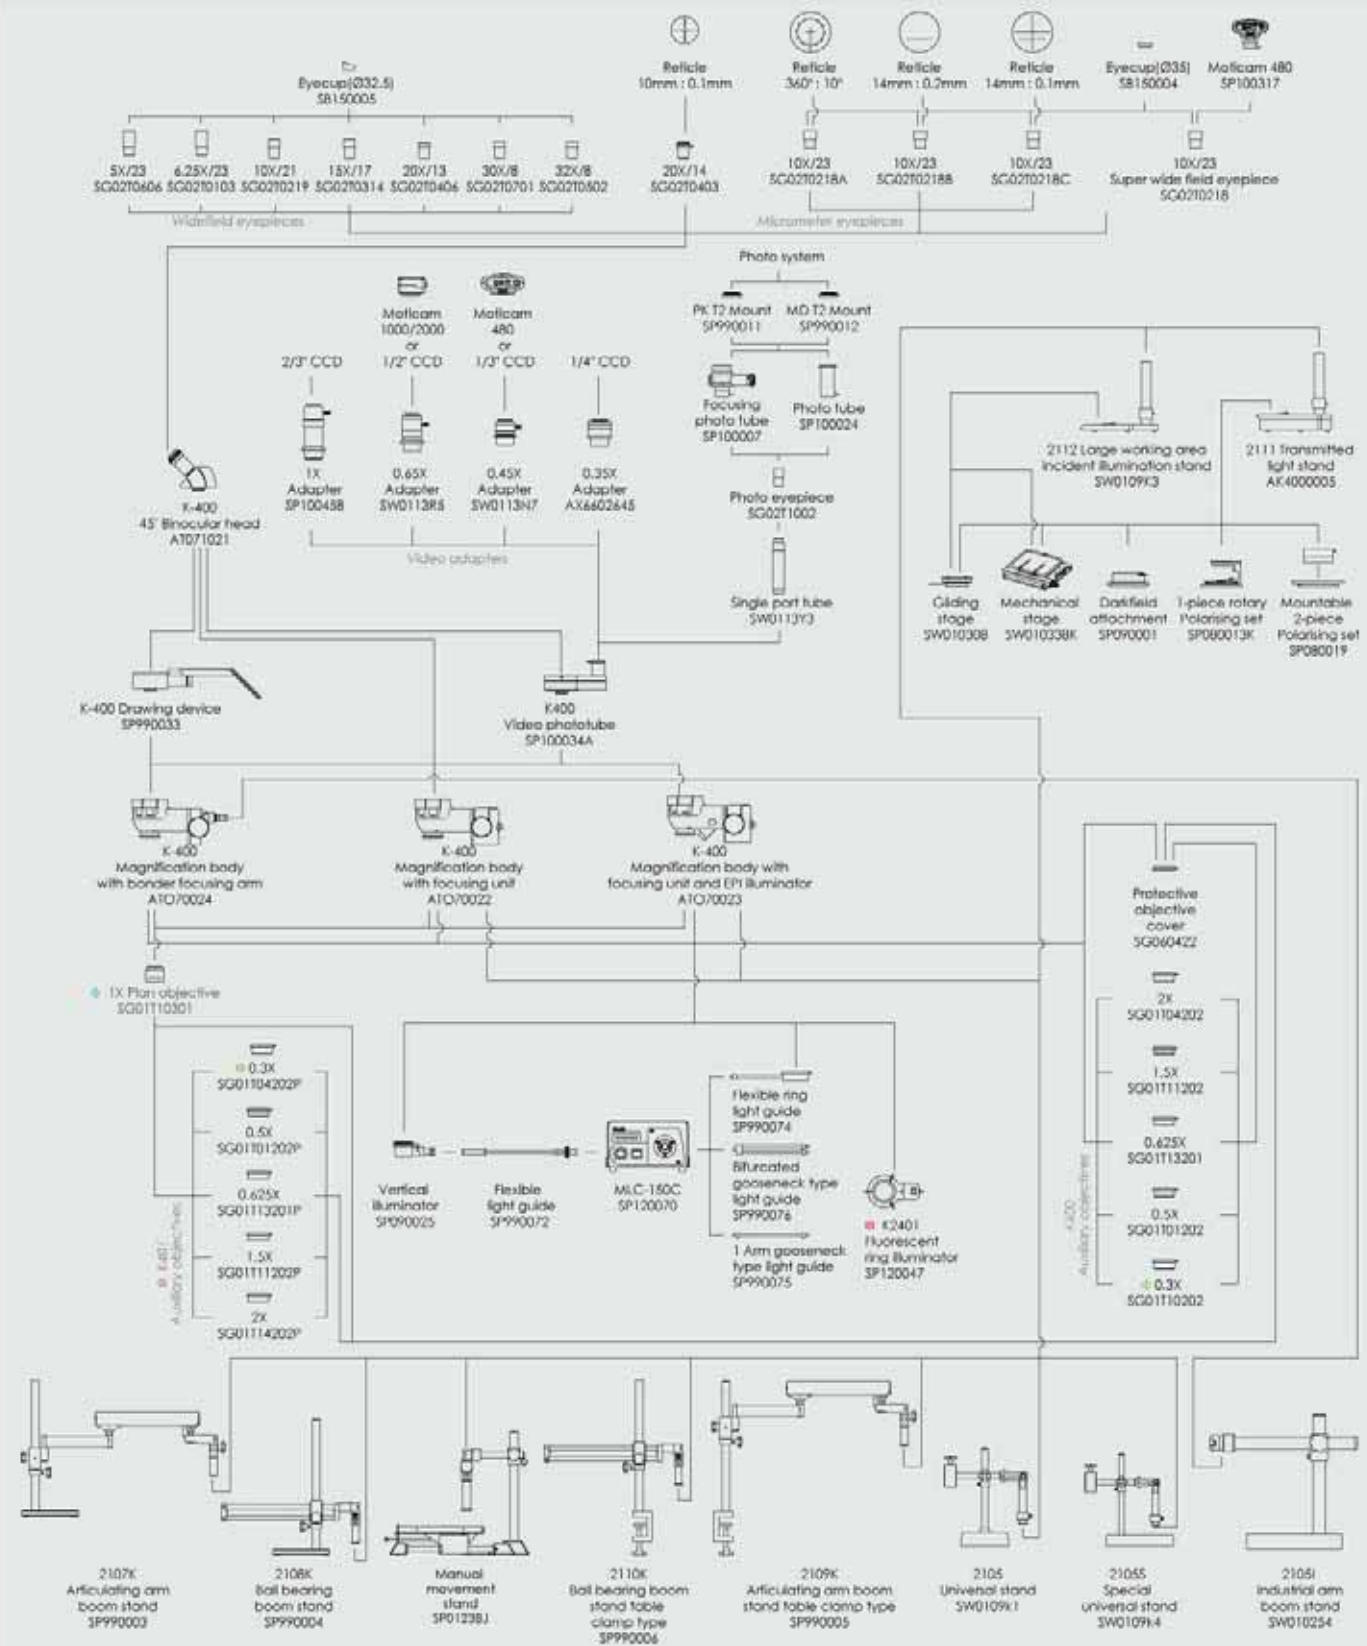 Eyecup(Ø32.5)
SB150005
Reticle
10mm : 0.1mm
Reticle
360° : 10°
Reticle
14mm : 0.2mm
Reticle
14mm : 0.1mm
Eyecup(Ø35)
SB150004
Moticam 480
SP100317
5X/23
SG02T0606
6.25X/23
SG02T0103
10X/21
SG02T0219
15X/17
SG02T0314
20X/13
SG02T0406
30X/8
SG02T0701
32X/8
SG02T0502
20X/14
SG02T0403
10X/23
SG02T0218A
10X/23
SG02T0218B
10X/23
SG02T0218C
10X/23
Super wide field eyepiece
SG02T0218
Widefield eyepieces
Micrometer eyepieces
Photo system
PK T2 Mount
SP990011
MD T2 Mount
SP990012
Moticam
1000/2000
or
1/2" CCD
Moticam
480
or
1/3" CCD
2/3" CCD
1/4" CCD
Focusing
photo tube
SP100007
Photo tube
SP100024
1X
Adapter
SP10045B
0.65X
Adapter
SW0113R5
0.45X
Adapter
SW0113N7
0.35X
Adapter
AX6602645
Video adapters
Photo eyepiece
SG02T1002
Single port tube
SW0113Y3
2112 Large working area
incident illumination stand
SW0109K3
2111 Transmitted
light stand
AK4000005
Gliding
stage
SW010308
Mechanical
stage
SW01033BK
Darkfield
attachment
SP090001
1-piece rotary
Polarising set
SP080013K
Mountable
2-piece
Polarising set
SP080019
K-400
45° Binocular head
AT071021
K-400 Drawing device
SP990033
K400
Video phototube
SP100034A
K-400
Magnification body
with bonder focusing arm
ATO70024
K-400
Magnification body
with focusing unit
ATO70022
K-400
Magnification body with
focusing unit and EPI illuminator
ATO70023
1X Plan objective
SG01T10301
Protective
objective
cover
SG060422
0.3X
SG01T04202P
0.5X
SG01T01202P
0.625X
SG01T13201P
1.5X
SG01T11202P
2X
SG01T14202P
Auxiliary objectives
Vertical
illuminator
SP090025
Flexible
light guide
SP990072
MLC-150C
SP120070
Flexible ring
light guide
SP990074
Bifurcated
gooseneck type
light guide
SP990076
1 Arm gooseneck
type light guide
SP990075
K2401
Fluorescent
ring illuminator
SP120047
2X
SG01T04202
1.5X
SG01T11202
0.625X
SG01T13201
0.5X
SG01T01202
0.3X
SG01T10202
K400
Auxiliary objectives
2107K
Articulating arm
boom stand
SP990003
2108K
Ball bearing
boom stand
SP990004
Manual
movement
stand
SP0123BJ
2110K
Ball bearing boom
stand table
clamp type
SP990006
2109K
Articulating arm boom
stand table clamp type
SP990005
2105
Universal stand
SW0109k1
2105S
Special
universal stand
SW0109k4
2105I
Industrial arm
boom stand
SW010254